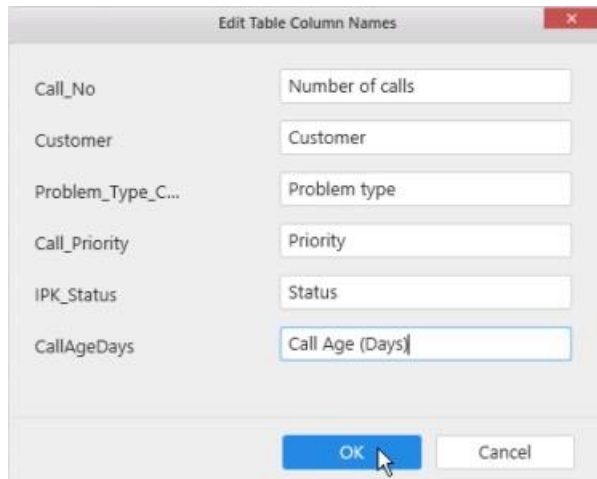 Edit Table Column Names
Call_No Number of calls
Customer Customer
Problem_Type_C... Problem type
Call_Priority Priority
IPK_Status Status
CallAgeDays Call Age (Days)
OK Cancel